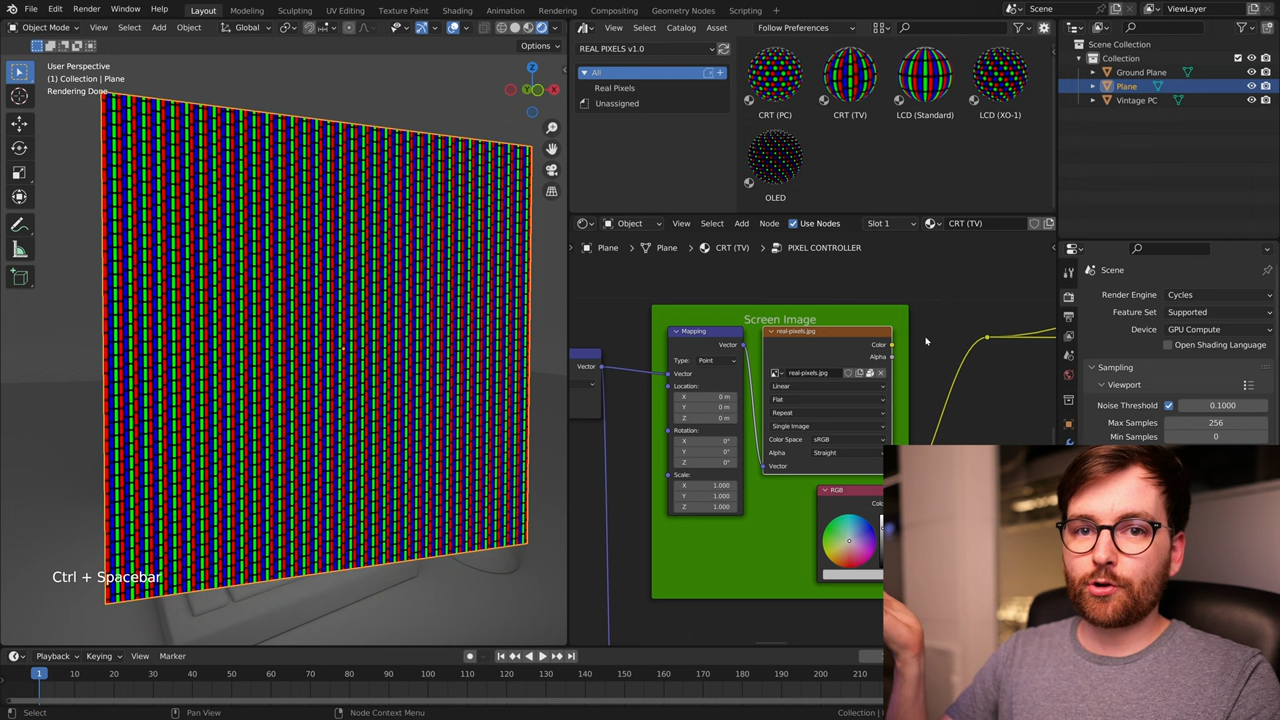 File Edit Render Window Help
Layout Modeling Sculpting UV Editing Texture Paint Shading Animation Rendering Compositing Geometry Nodes Scripting
Scene
ViewLayer
Object Mode
View Select Add Object
Global
Options
User Perspective
(1) Collection | Plane
Rendering Done
Z
Y
X
Ctrl + Spacebar
View Select Catalog Asset
Follow Preferences
REAL PIXELS v1.0
All
Real Pixels
Unassigned
CRT (PC)
CRT (TV)
LCD (Standard)
LCD (XO-1)
OLED
Object
View Select Add Node
Use Nodes
Slot 1
CRT (TV)
Plane > Plane > CRT (TV) > PIXEL CONTROLLER
Vector
Screen Image
Mapping
Vector
Type: Point
Vector
Location:
X 0 m
Y 0 m
Z 0 m
Rotation:
X 0°
Y 0°
Z 0°
Scale:
X 1.000
Y 1.000
Z 1.000
real-pixels.jpg
Color
Alpha
real-pixels.jpg
Linear
Flat
Repeat
Single Image
Color Space sRGB
Alpha Straight
Vector
RGB
Scene Collection
Collection
Ground Plane
Plane
Vintage PC
Scene
Render Engine Cycles
Feature Set Supported
Device GPU Compute
Open Shading Language
Sampling
Viewport
Noise Threshold 0.1000
Max Samples 256
Min Samples 0
Playback Keying View Marker
1 10 20 30 40 50 60 70 80 90 100 110 120 130 140 150 160 170 180 190 200 210
Select
Pan View
Node Context Menu
Collection |